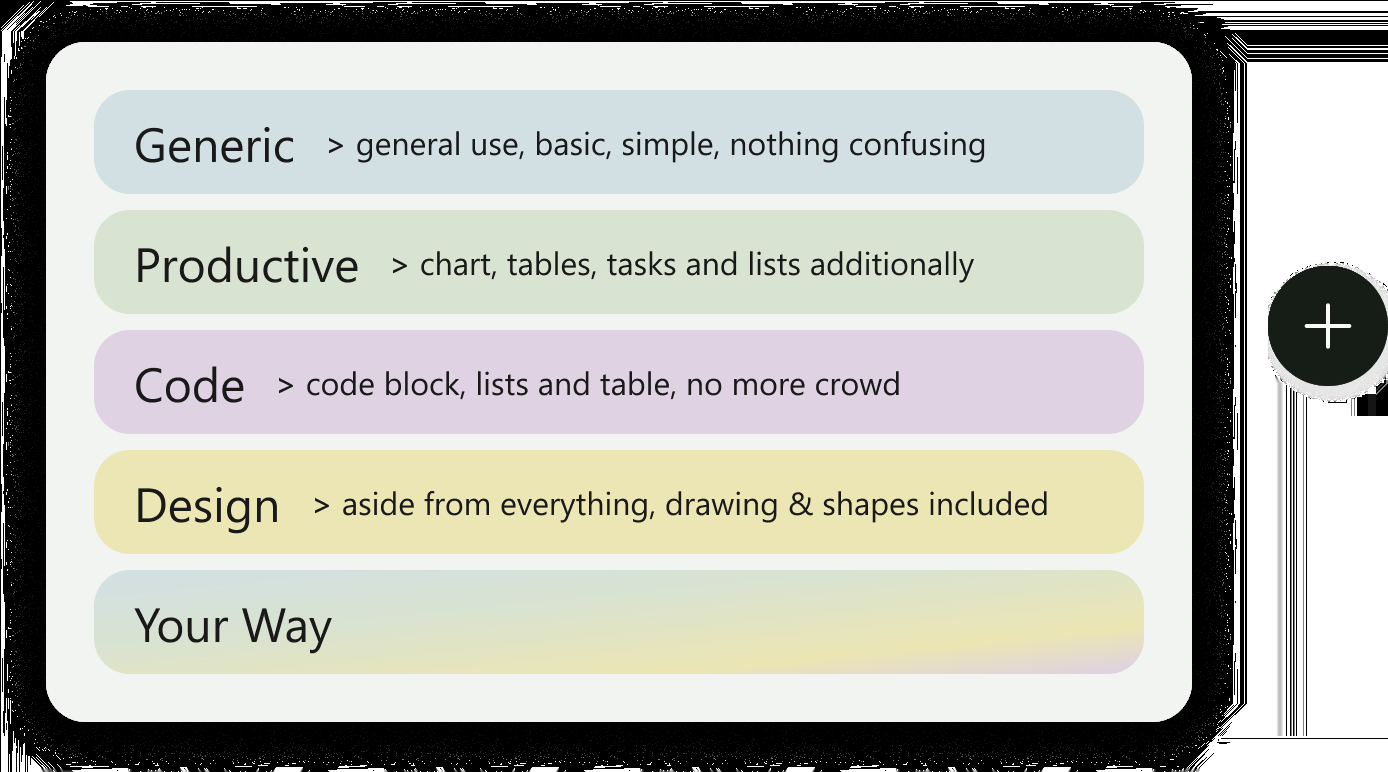 Generic > general use, basic, simple, nothing confusing
Productive > chart, tables, tasks and lists additionally
Code > code block, lists and table, no more crowd
Design > aside from everything, drawing & shapes included
Your Way